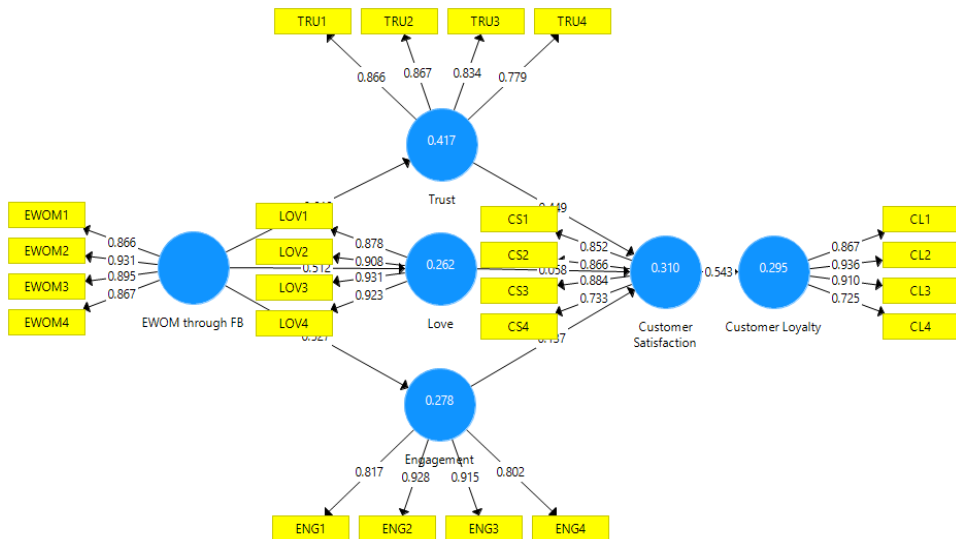 TRU1
TRU2
TRU3
TRU4
0.866
0.867
0.834
0.779
0.417
Trust
EWOM1
EWOM2
EWOM3
EWOM4
0.866
0.931
0.895
0.867
EWOM through FB
LOV1
LOV2
LOV3
LOV4
0.878
0.908
0.931
0.923
0.512
0.262
Love
CS1
CS2
CS3
CS4
0.852
0.866
0.884
0.733
0.058
0.310
Customer
Satisfaction
0.543
0.295
Customer Loyalty
CL1
CL2
CL3
CL4
0.867
0.936
0.910
0.725
0.278
Engagement
0.817
0.928
0.915
0.802
ENG1
ENG2
ENG3
ENG4